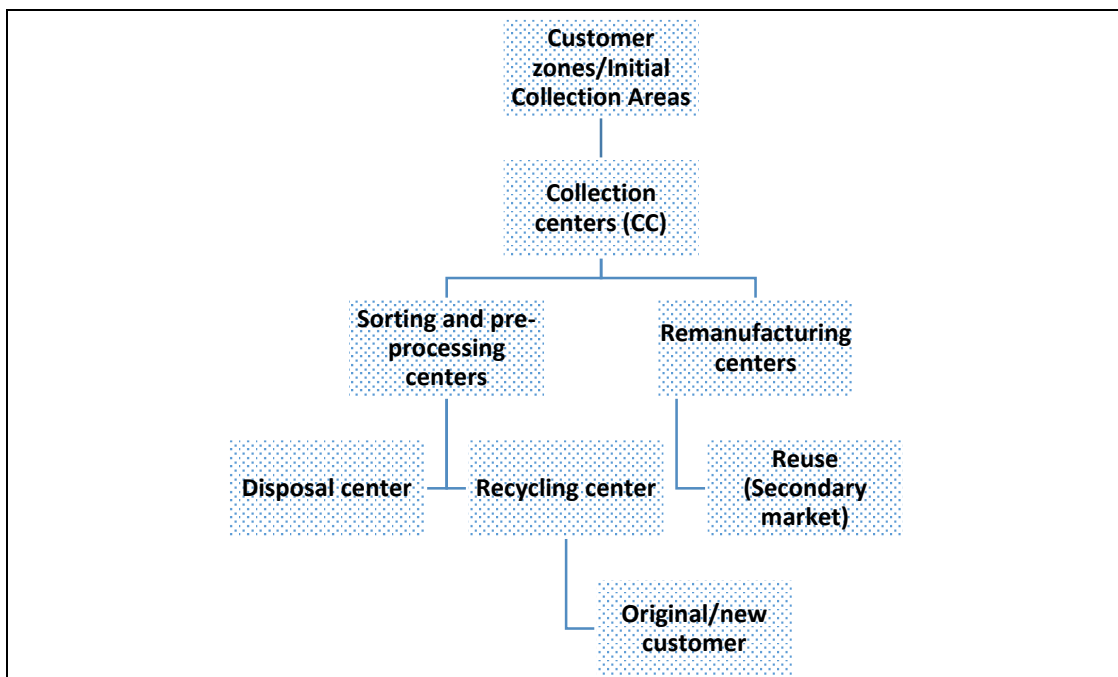 Customer
zones/Initial
Collection Areas
Collection
centers (CC)
Sorting and pre-
processing
centers
Remanufacturing
centers
Disposal center
Recycling center
Reuse
(Secondary
market)
Original/new
customer